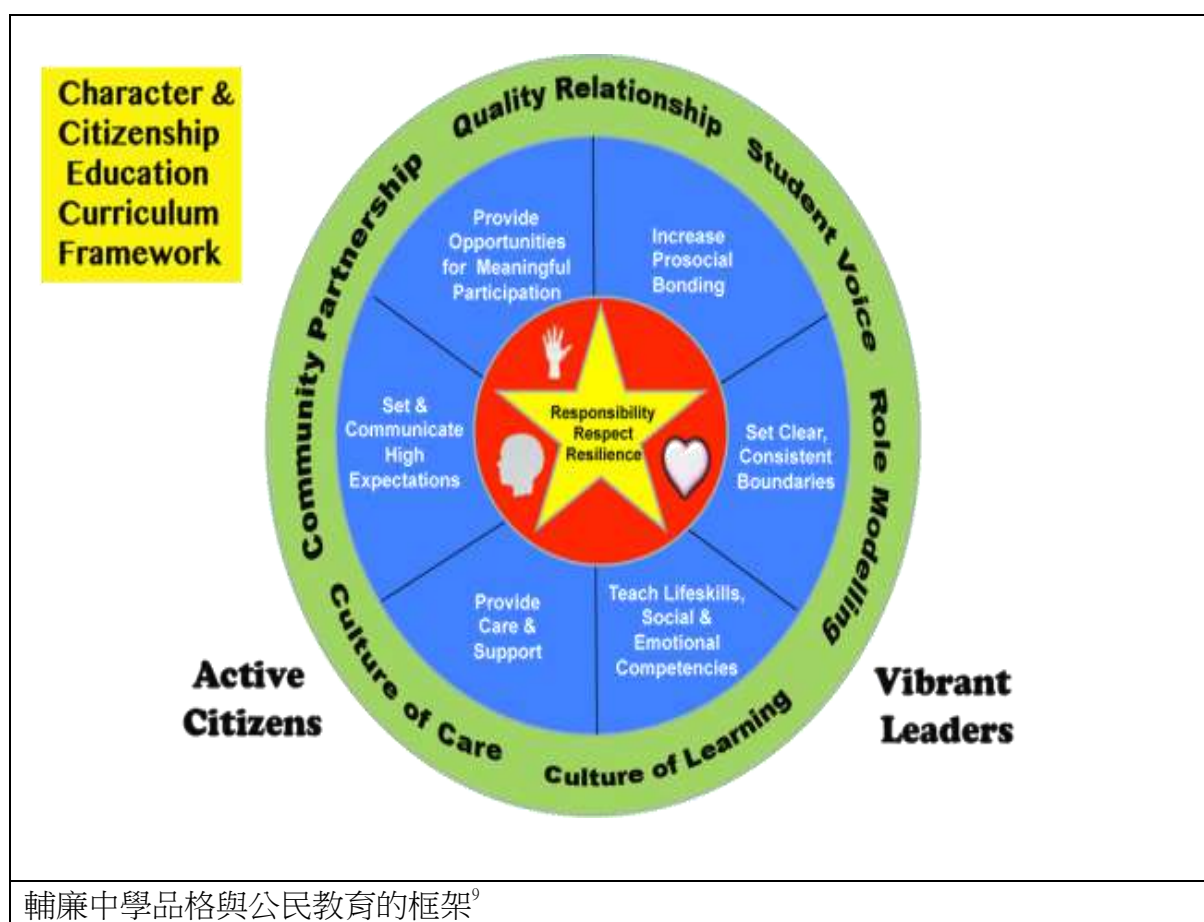 Character &
Citizenship
Education
Curriculum
Framework
Quality Relationship
Student Voice
Role Modelling
Culture of Learning
Culture of Care
Community Partnership
Provide
Opportunities
for Meaningful
Participation
Increase
Prosocial
Bonding
Set &
Communicate
High
Expectations
Responsibility
Respect
Resilience
Set Clear,
Consistent
Boundaries
Provide
Care &
Support
Teach Lifeskills,
Social &
Emotional
Competencies
Active
Citizens
Vibrant
Leaders
輔廉中學品格與公民教育的框架⁹